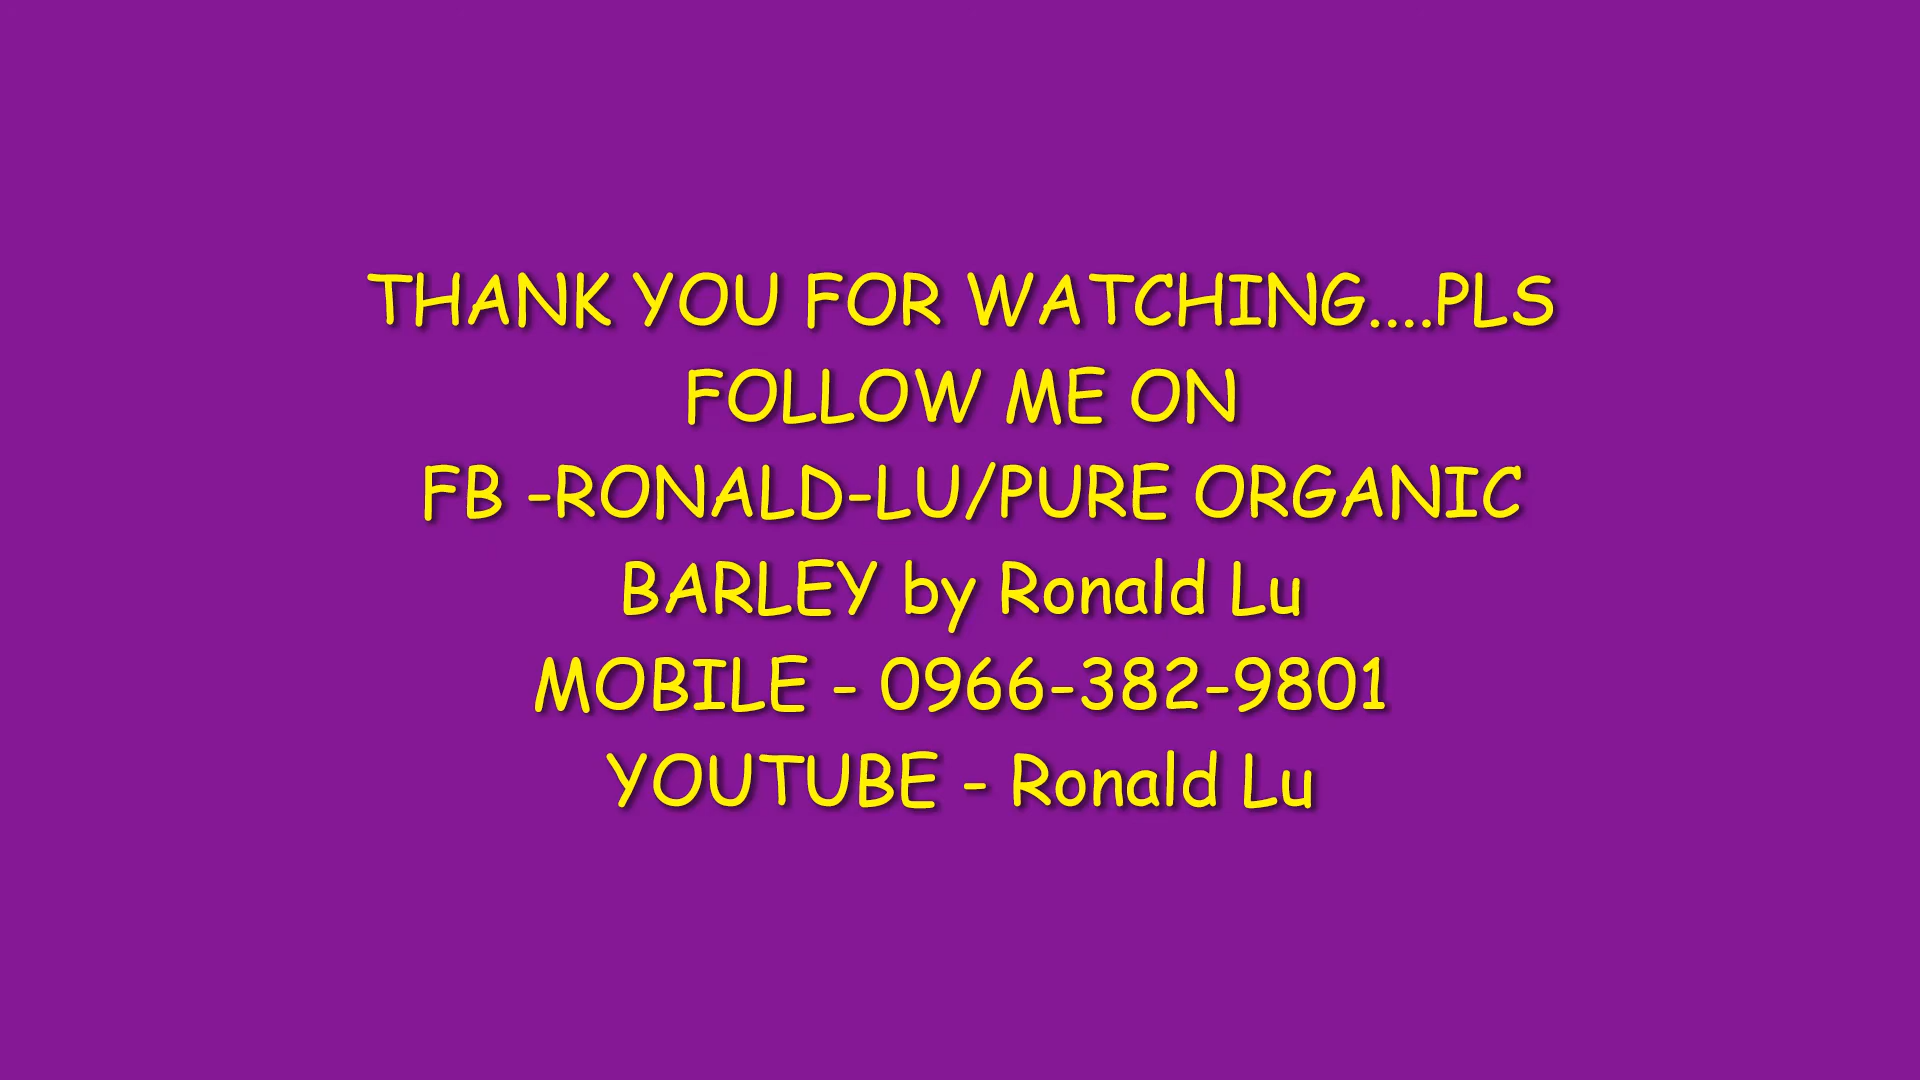 THANK YOU FOR WATCHING....PLS
FOLLOW ME ON
FB -RONALD-LU/PURE ORGANIC
BARLEY by Ronald Lu
MOBILE - 0966-382-9801
YOUTUBE - Ronald Lu